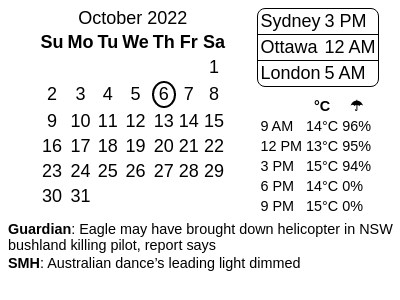 October 2022
Su Mo Tu We Th Fr Sa
1
2 3 4 5 6 7 8
9 10 11 12 13 14 15
16 17 18 19 20 21 22
23 24 25 26 27 28 29
30 31
Sydney 3 PM
Ottawa 12 AM
London 5 AM
°C ☂
9 AM 14°C 96%
12 PM 13°C 95%
3 PM 15°C 94%
6 PM 14°C 0%
9 PM 15°C 0%
Guardian: Eagle may have brought down helicopter in NSW
bushland killing pilot, report says
SMH: Australian dance’s leading light dimmed